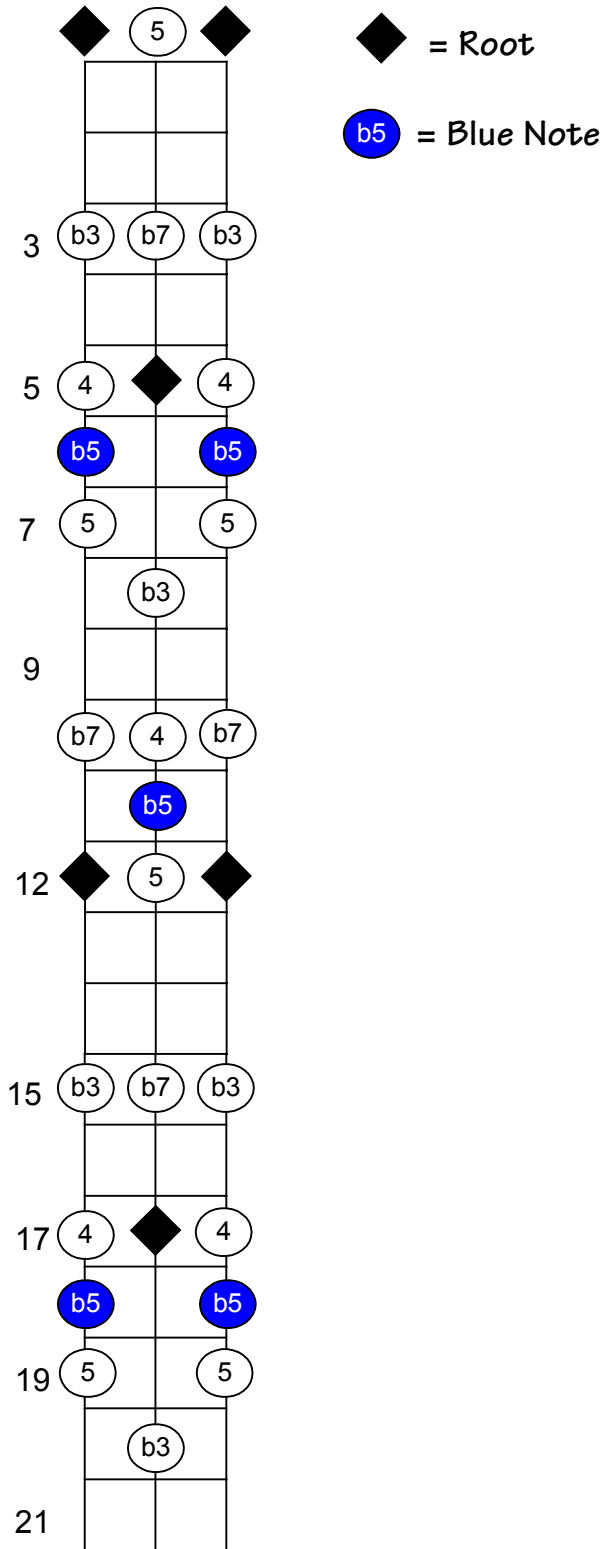 5
= Root
b5 = Blue Note
3 b3 b7 b3
5 4 4
b5 b5
7 5 5
b3
9
b7 4 b7
b5
12 5
15 b3 b7 b3
17 4 4
b5 b5
19 5 5
b3
21